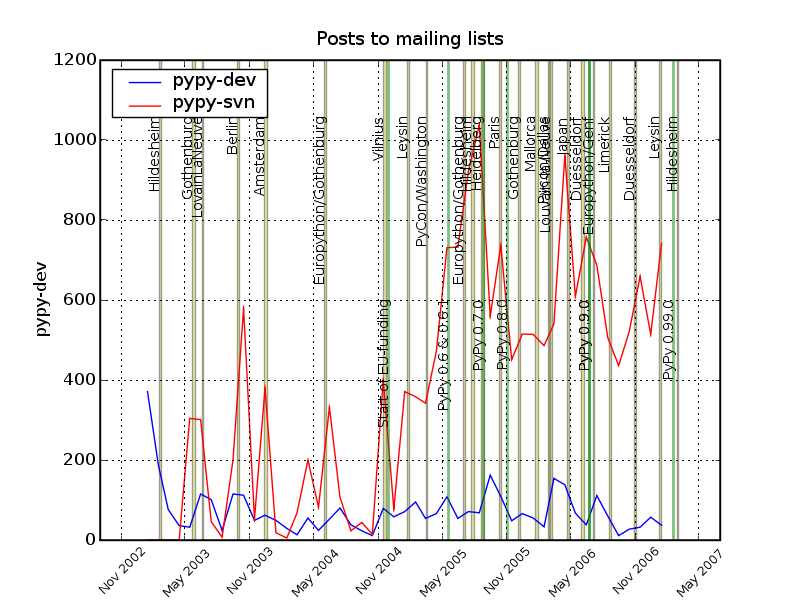 Posts to mailing lists
pypy-dev
pypy-svn
pypy-dev
1200
1000
800
600
400
200
0
Hildesheim
Gothenburg
LovainLaNeuve
Berlin
Amsterdam
Europython/Gothenburg
Vilnius
Start of EU-funding
Leysin
PyCon/Washington
PyPy 0.6 & 0.6.1
Europython/Gothenburg
Hildesheim
Heidelberg
PyPy 0.7.0
Paris
PyPy 0.8.0
Gothenburg
Mallorca
Japan
Duesseldorf
Europython/Genf
PyPy 0.9.0
Limerick
Duesseldorf
Leysin
Hildesheim
PyPy 0.99.0
Nov 2002
May 2003
Nov 2003
May 2004
Nov 2004
May 2005
Nov 2005
May 2006
Nov 2006
May 2007